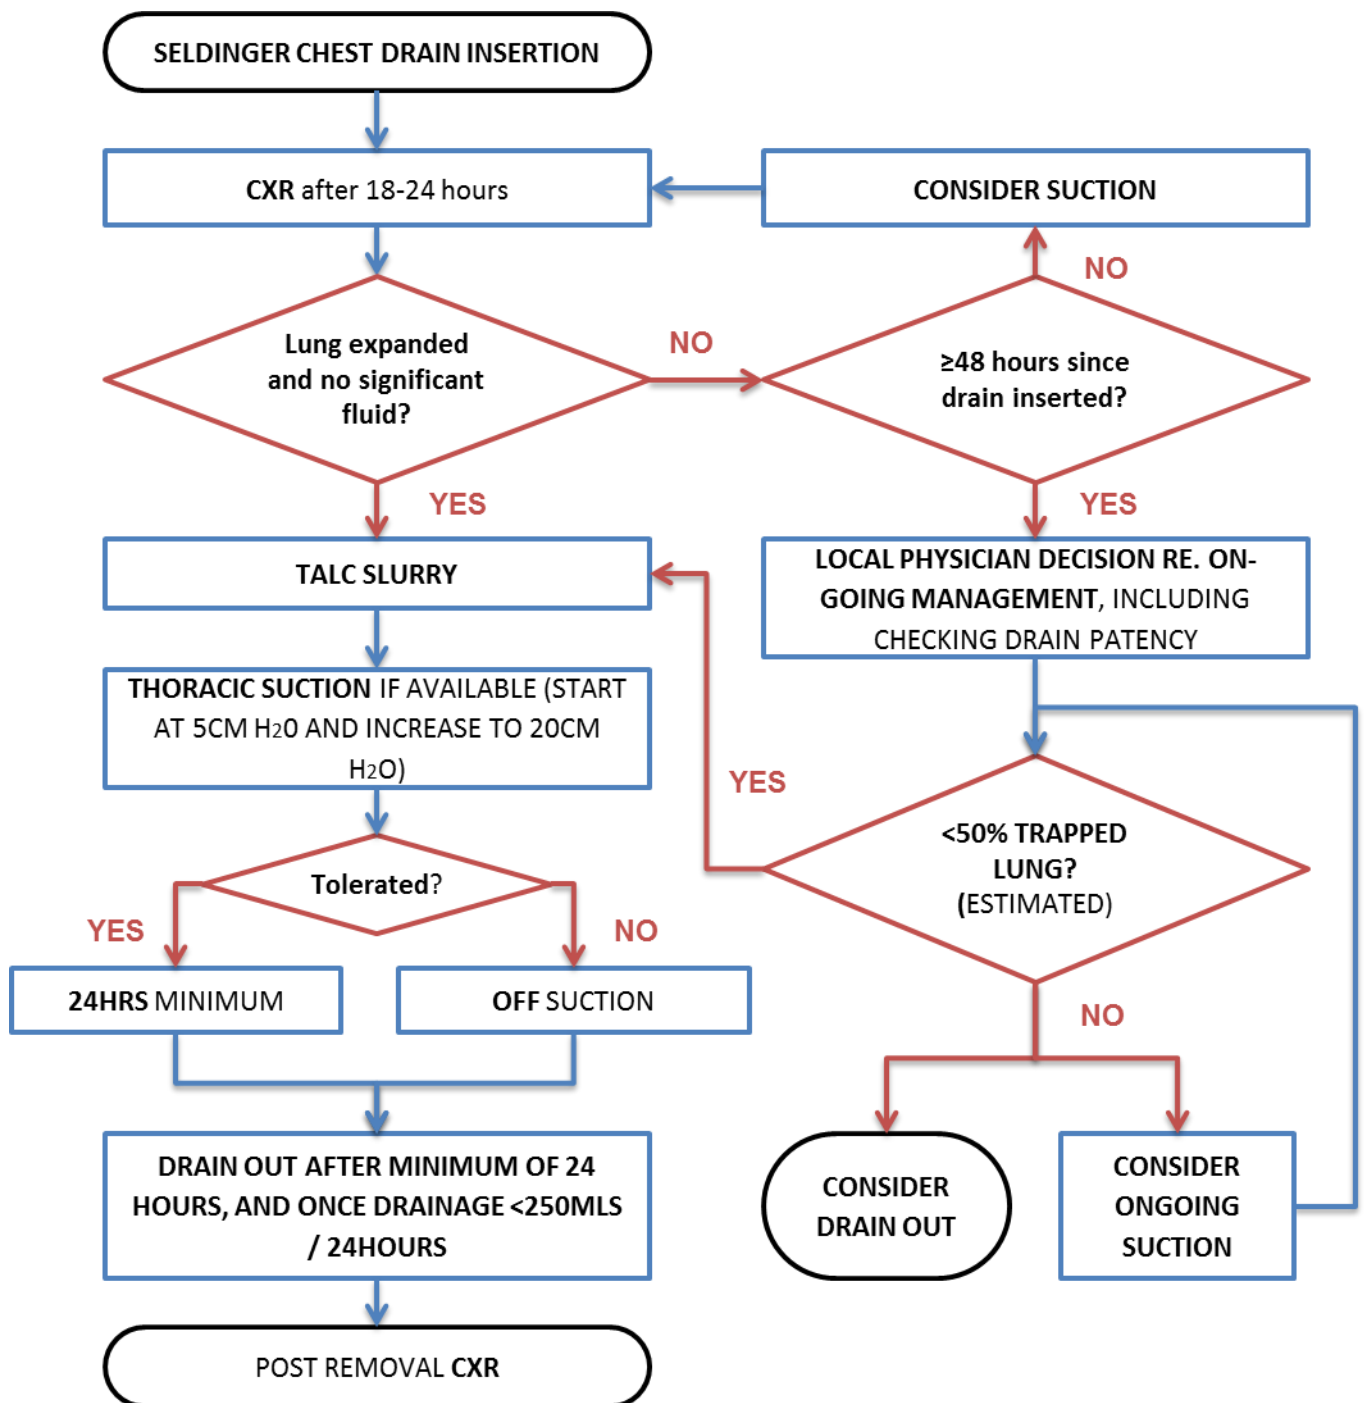 SELDINGER CHEST DRAIN INSERTION
CXR after 18-24 hours
CONSIDER SUCTION
NO
Lung expanded
and no significant
fluid?
NO
≥48 hours since
drain inserted?
YES
YES
TALC SLURRY
LOCAL PHYSICIAN DECISION RE. ON-
GOING MANAGEMENT, INCLUDING
CHECKING DRAIN PATENCY
THORACIC SUCTION IF AVAILABLE (START
AT 5CM H20 AND INCREASE TO 20CM
H2O)
YES
<50% TRAPPED
LUNG?
(ESTIMATED)
Tolerated?
YES
NO
24HRS MINIMUM
OFF SUCTION
NO
DRAIN OUT AFTER MINIMUM OF 24
HOURS, AND ONCE DRAINAGE <250MLS
/ 24HOURS
CONSIDER
DRAIN OUT
CONSIDER
ONGOING
SUCTION
POST REMOVAL CXR